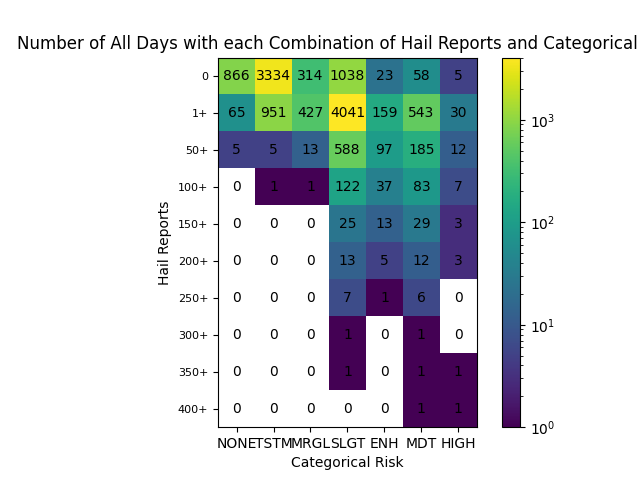 Number of All Days with each Combination of Hail Reports and Categorical
0 866 3334 314 1038 23 58 5
1+ 65 951 427 4041 159 543 30
50+ 5 5 13 588 97 185 12
100+ 0 1 1 122 37 83 7
150+ 0 0 0 25 13 29 3
200+ 0 0 0 13 5 12 3
250+ 0 0 0 7 1 6 0
300+ 0 0 0 1 0 1 0
350+ 0 0 0 1 0 1 1
400+ 0 0 0 0 0 1 1
NONE TSTM MRGL SLGT ENH MDT HIGH
Categorical Risk
Hail Reports
10³
10²
10¹
10⁰